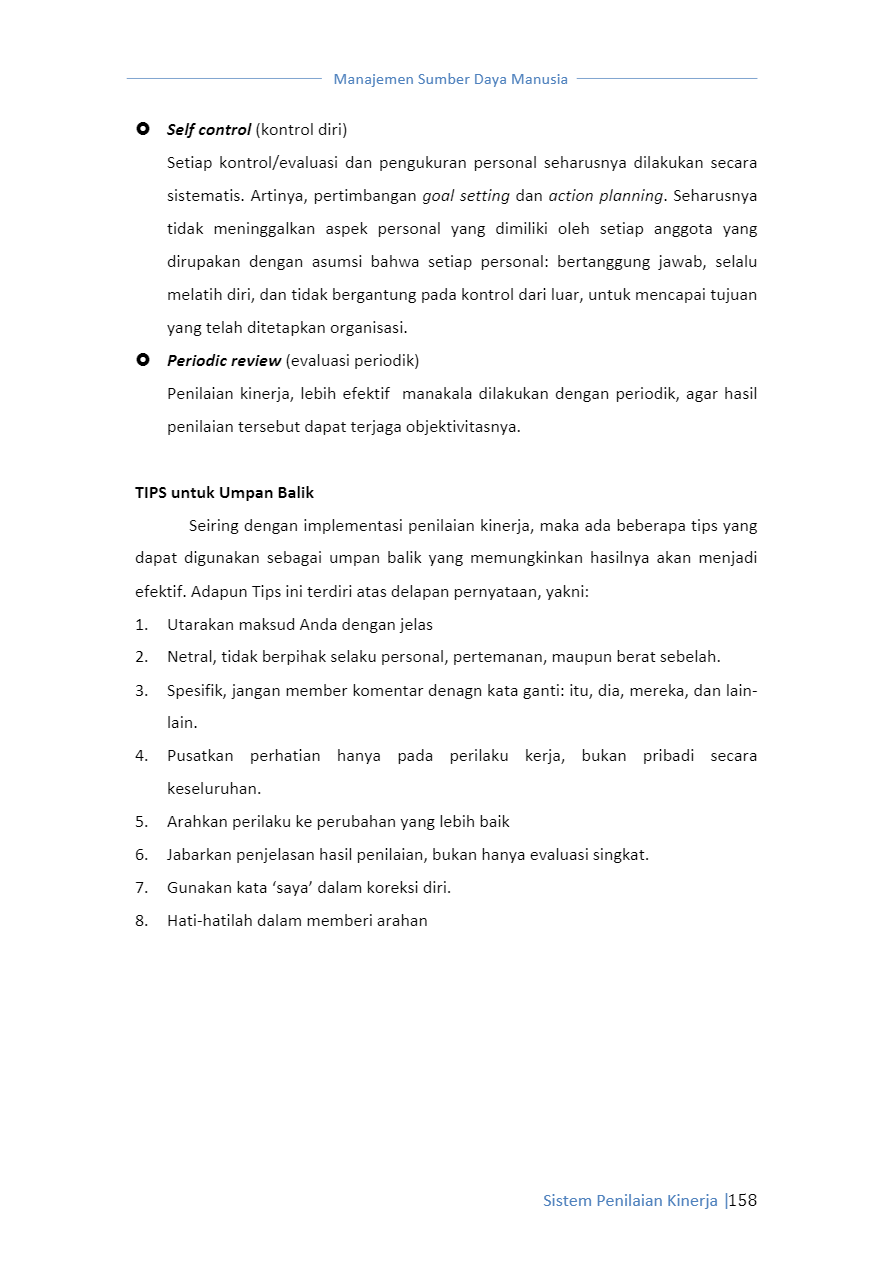 Manajemen Sumber Daya Manusia
Self control (kontrol diri)
Setiap kontrol/evaluasi dan pengukuran personal seharusnya dilakukan secara
sistematis. Artinya, pertimbangan goal setting dan action planning. Seharusnya
tidak meninggalkan aspek personal yang dimiliki oleh setiap anggota yang
dirupakan dengan asumsi bahwa setiap personal: bertanggung jawab, selalu
melatih diri, dan tidak bergantung pada kontrol dari luar, untuk mencapai tujuan
yang telah ditetapkan organisasi.
Periodic review (evaluasi periodik)
Penilaian kinerja, lebih efektif  manakala dilakukan dengan periodik, agar hasil
penilaian tersebut dapat terjaga objektivitasnya.
TIPS untuk Umpan Balik
Seiring dengan implementasi penilaian kinerja, maka ada beberapa tips yang
dapat digunakan sebagai umpan balik yang memungkinkan hasilnya akan menjadi
efektif. Adapun Tips ini terdiri atas delapan pernyataan, yakni:
1. Utarakan maksud Anda dengan jelas
2. Netral, tidak berpihak selaku personal, pertemanan, maupun berat sebelah.
3. Spesifik, jangan member komentar denagn kata ganti: itu, dia, mereka, dan lain-
lain.
4. Pusatkan perhatian hanya pada perilaku kerja, bukan pribadi secara
keseluruhan.
5. Arahkan perilaku ke perubahan yang lebih baik
6. Jabarkan penjelasan hasil penilaian, bukan hanya evaluasi singkat.
7. Gunakan kata ‘saya’ dalam koreksi diri.
8. Hati-hatilah dalam memberi arahan
Sistem Penilaian Kinerja |158